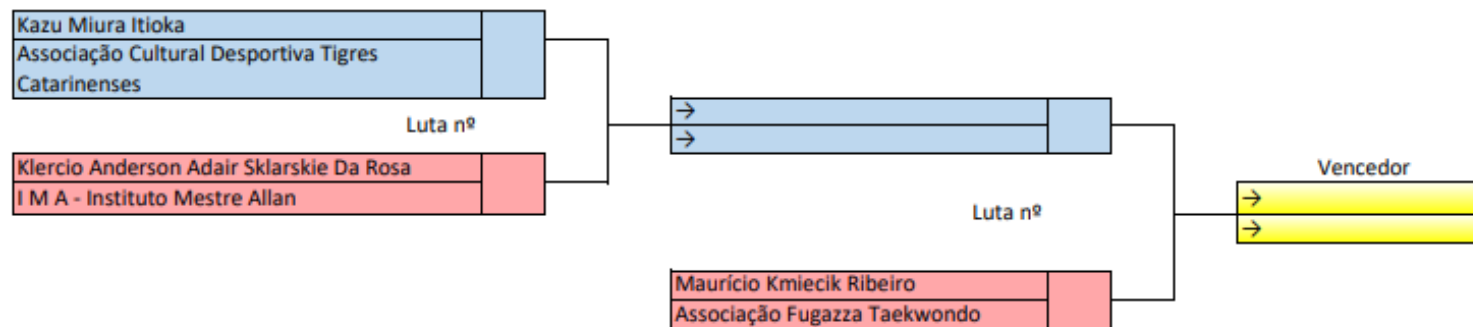 Kazu Miura Itioka
Associação Cultural Desportiva Tigres
Catarinenses
Luta nº
Klercio Anderson Adair Sklarskie Da Rosa
I M A - Instituto Mestre Allan
→
→
Luta nº
Maurício Kmiecik Ribeiro
Associação Fugazza Taekwondo
Vencedor
→
→